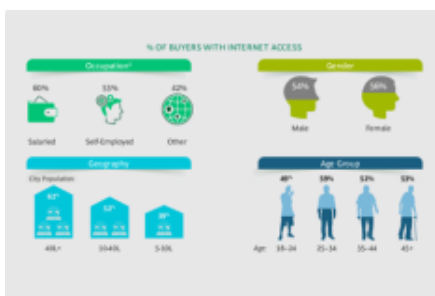 % OF BUYERS WITH INTERNET ACCESS
Occupation*
60%
53%
42%
Salaried
Self-Employed
Other
Gender
54%
56%
Male
Female
Geography
City Population
52%
40L+
10-40L
5-10L
Age Group
59%
53%
53%
Age
18-24
25-34
35-44
45+